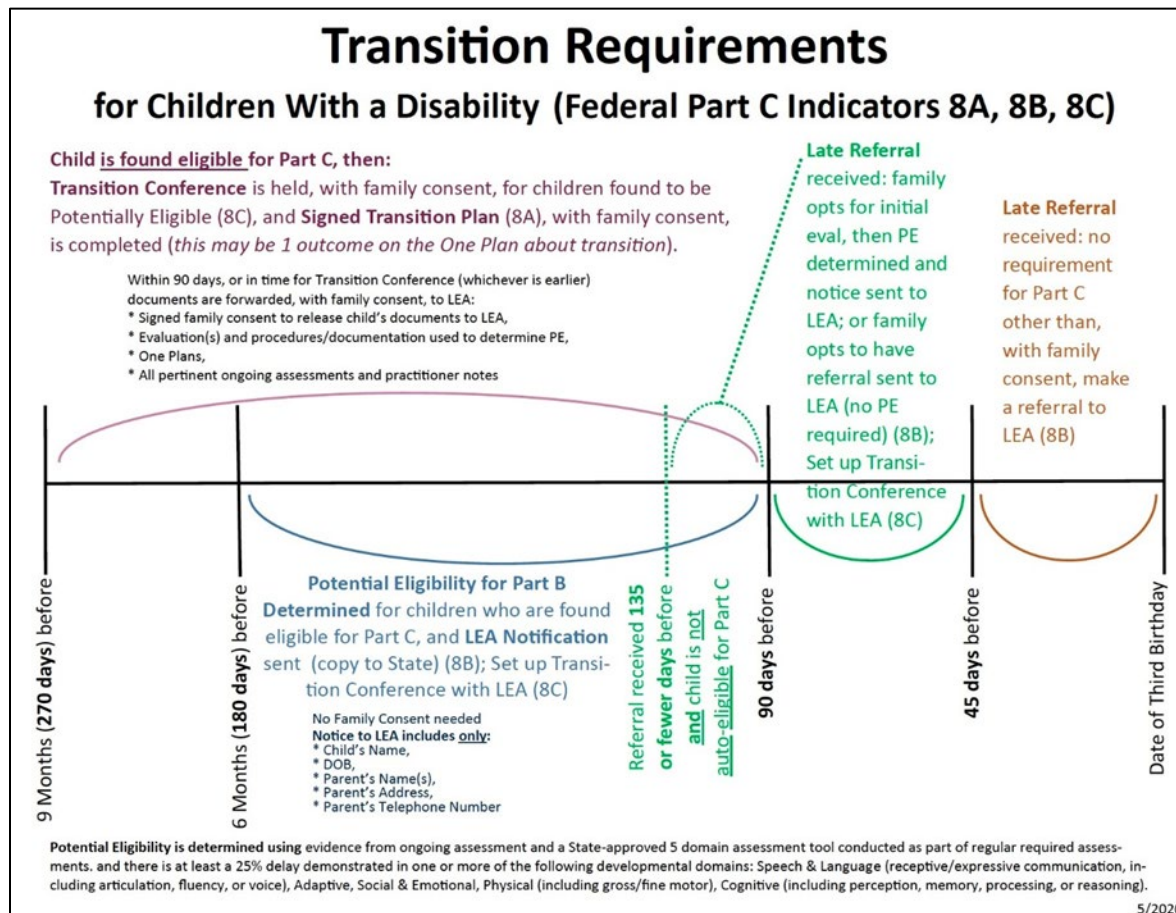 Transition Requirements
for Children With a Disability (Federal Part C Indicators 8A, 8B, 8C)
Child is found eligible for Part C, then:
Transition Conference is held, with family consent, for children found to be
Potentially Eligible (8C), and Signed Transition Plan (8A), with family consent,
is completed (this may be 1 outcome on the One Plan about transition).
Within 90 days, or in time for Transition Conference (whichever is earlier)
documents are forwarded, with family consent, to LEA:
* Signed family consent to release child's documents to LEA,
* Evaluation(s) and procedures/documentation used to determine PE,
* One Plans,
* All pertinent ongoing assessments and practitioner notes
Late Referral
received: family
opts for initial
eval, then PE
determined and
notice sent to
LEA; or family
opts to have
referral sent to
LEA (no PE
required) (8B);
Set up Transi-
tion Conference
with LEA (8C)
Late Referral
received: no
requirement
for Part C
other than,
with family
consent, make
a referral to
LEA (8B)
9 Months (270 days) before
6 Months (180 days) before
Potential Eligibility for Part B
Determined for children who are found
eligible for Part C, and LEA Notification
sent (copy to State) (8B); Set up Transi-
tion Conference with LEA (8C)
No Family Consent needed
Notice to LEA includes only:
* Child's Name,
* DOB,
* Parent's Name(s),
* Parent's Address,
* Parent's Telephone Number
Referral received 135
or fewer days before
and child is not
auto-eligible for Part C
90 days before
45 days before
Date of Third Birthday
Potential Eligibility is determined using evidence from ongoing assessment and a State-approved 5 domain assessment tool conducted as part of regular required assess-
ments. and there is at least a 25% delay demonstrated in one or more of the following developmental domains: Speech & Language (receptive/expressive communication, in-
cluding articulation, fluency, or voice), Adaptive, Social & Emotional, Physical (including gross/fine motor), Cognitive (including perception, memory, processing, or reasoning).